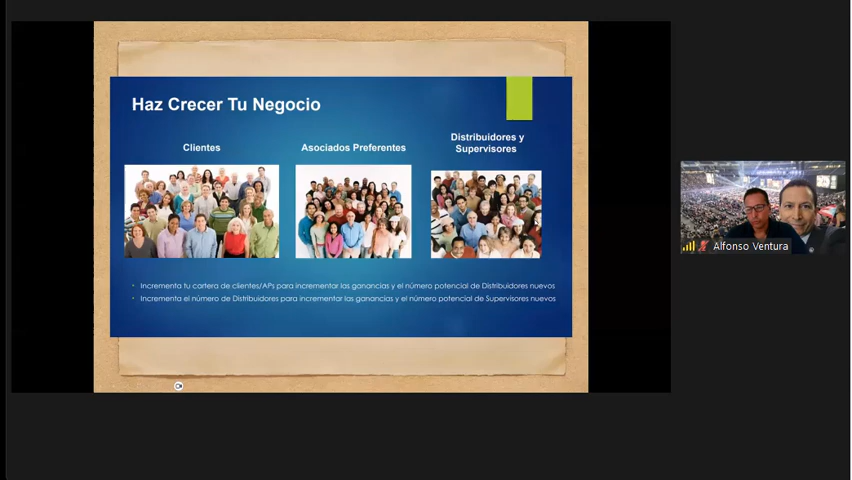 Haz Crecer Tu Negocio
Clientes
Asociados Preferentes
Distribuidores y
Supervisores
Incrementa tu cartera de clientes/APs para incrementar las ganancias y el número potencial de Distribuidores nuevos
Incrementa el número de Distribuidores para incrementar las ganancias y el número potencial de Supervisores nuevos
Alfonso Ventura